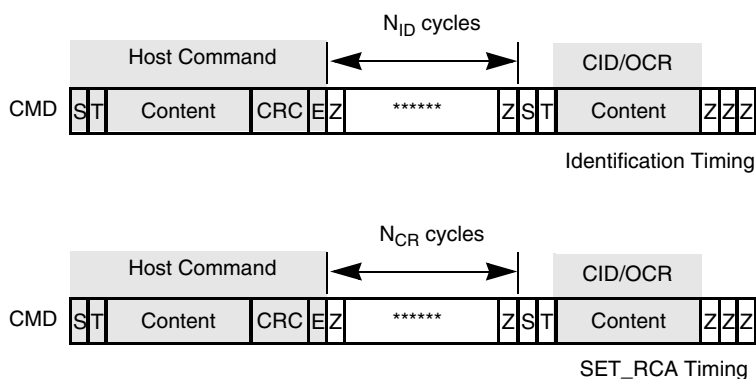 N_ID cycles
Host Command
CID/OCR
CMD S T Content CRC E Z ****** Z S T Content Z Z Z
Identification Timing
N_CR cycles
Host Command
CID/OCR
CMD S T Content CRC E Z ****** Z S T Content Z Z Z
SET_RCA Timing